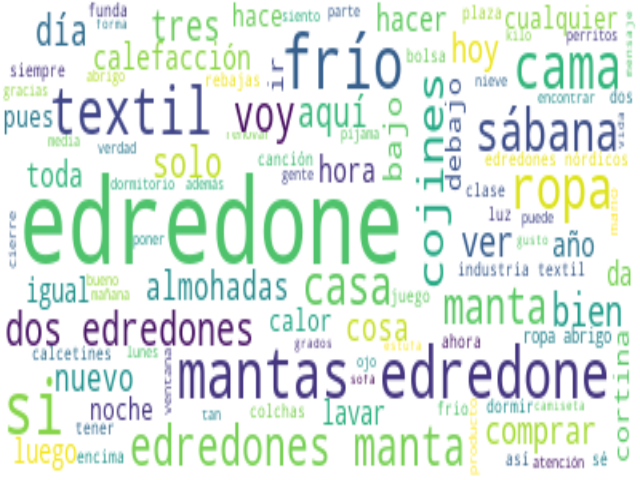 funda
día
forma
tres
hace
siento
parte
hacer
plaza
cualquier
kilo
perritos
mensaje
calefacción
siempre
abrigo
gracias
rebajas
ir
frío
bolsa
hoy
nieve
cama
encontrar
dos
pues
textil
voy
renovar
aquí
pijama
bajo
cojines
debajo
sábana
vida
media
verdad
solo
canción
gente
hora
edredones nórdicos
toda
dormitorio
además
clase
ropa
mano
luz
puede
cierre
edredone
poner
ver
gusto
año
industria textil
da
igual
bueno
mañana
almohadas
casa
juego
manta
bien
dos edredones
calor
cosa
grados
ahora
ropa abrigo
cortina
calcetines
lunes
ventana
mantas edredone
ojo
sofa
nuevo
si
noche
tan
colchas
lavar
frio
dormir
camiseta
tener
luego
encima
edredones manta
producto
comprar
así
atención
sé